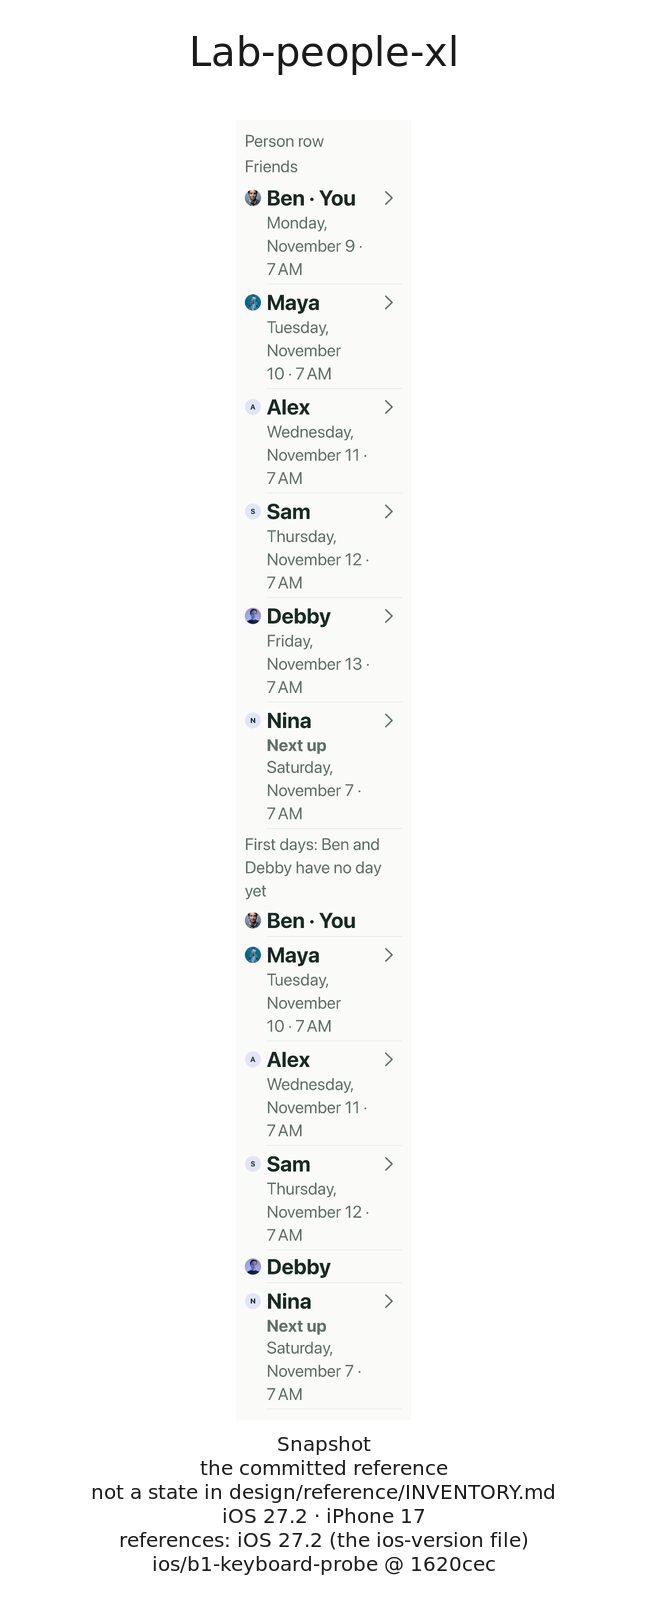 Lab-people-xl
Person row
Friends
Ben · You
Monday,
November 9 ·
7 AM
Maya
Tuesday,
November
10 · 7 AM
A
Alex
Wednesday,
November 11 ·
7 AM
S
Sam
Thursday,
November 12 ·
7 AM
Debby
Friday,
November 13 ·
7 AM
N
Nina
Next up
Saturday,
November 7 ·
7 AM
First days: Ben and
Debby have no day
yet
Ben · You
Maya
Tuesday,
November
10 · 7 AM
A
Alex
Wednesday,
November 11 ·
7 AM
S
Sam
Thursday,
November 12 ·
7 AM
Debby
N
Nina
Next up
Saturday,
November 7 ·
7 AM
Snapshot
the committed reference
not a state in design/reference/INVENTORY.md
iOS 27.2 · iPhone 17
references: iOS 27.2 (the ios-version file)
ios/b1-keyboard-probe @ 1620cec